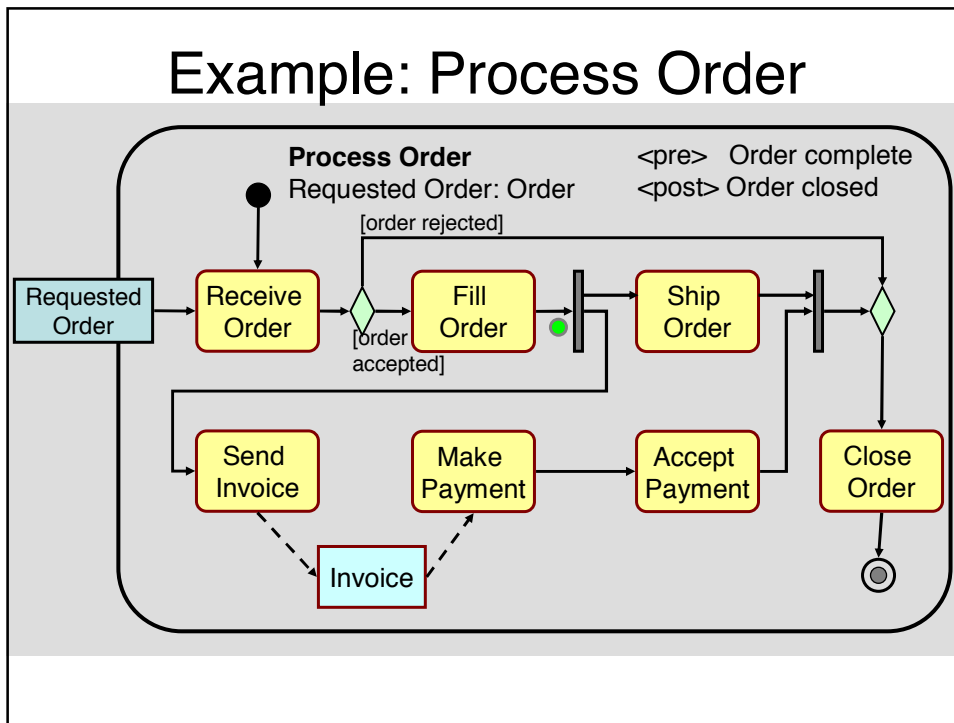 Example: Process Order
Process Order
Requested Order: Order
<pre> Order complete
<post> Order closed
[order rejected]
Requested
Order
Receive
Order
Fill
Order
Ship
Order
[order
accepted]
Send
Invoice
Make
Payment
Accept
Payment
Close
Order
Invoice